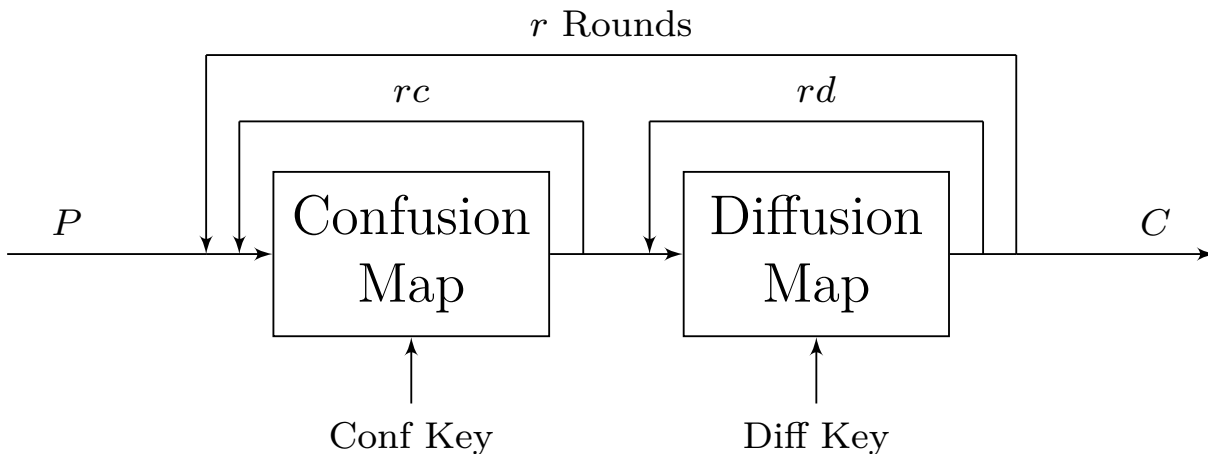 r Rounds
rc
rd
P
Confusion
Map
Diffusion
Map
C
Conf Key
Diff Key